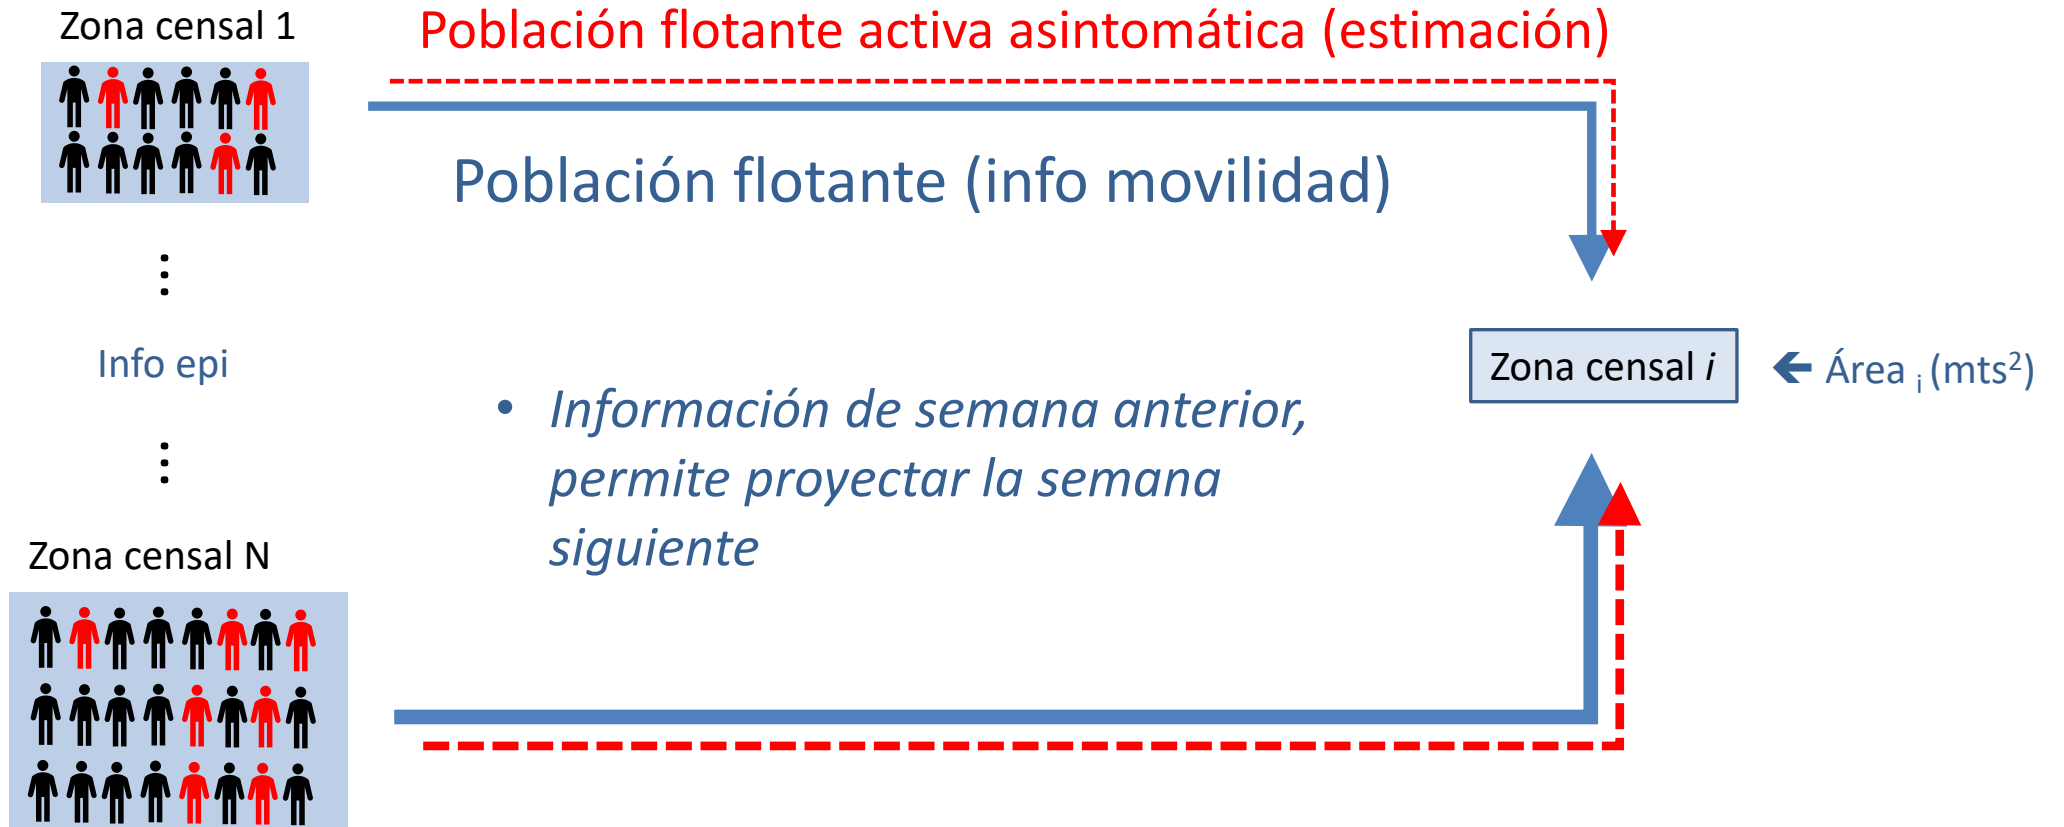 Zona censal 1
Población flotante activa asintomática (estimación)
Población flotante (info movilidad)
Info epi
Zona censal i
Área i (mts²)
• Información de semana anterior,
permite proyectar la semana
siguiente
Zona censal N